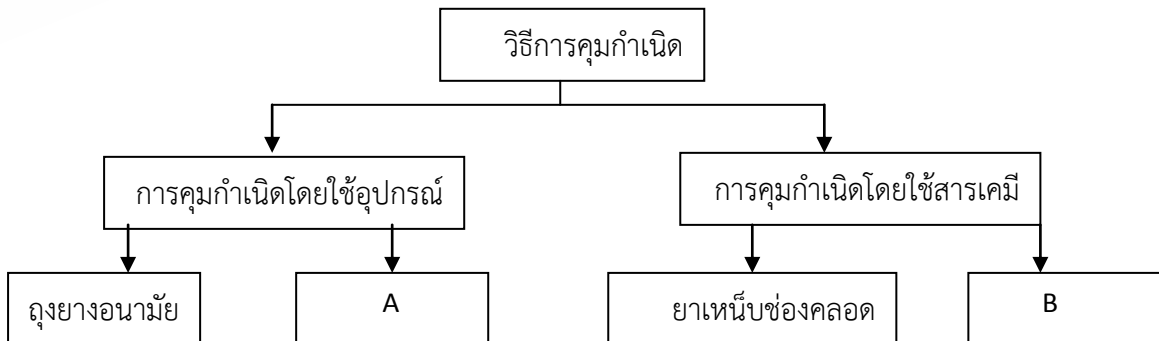 วิธีการคุมกำเนิด
การคุมกำเนิดโดยใช้อุปกรณ์
การคุมกำเนิดโดยใช้สารเคมี
ถุงยางอนามัย
A
ยาเหน็บช่องคลอด
B